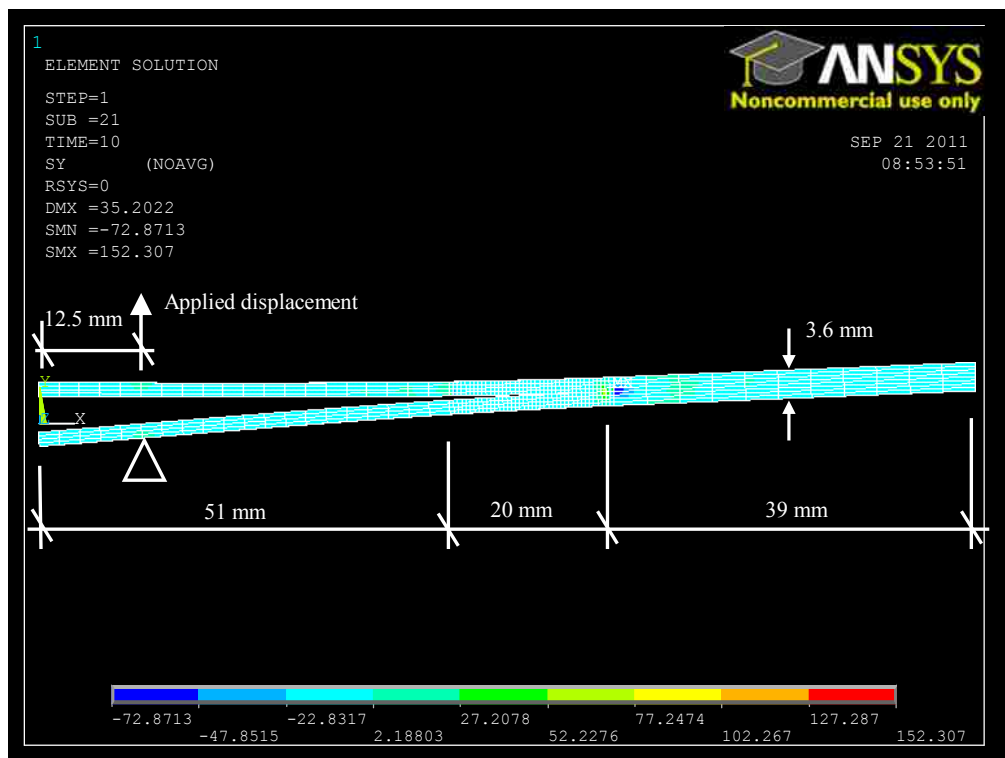 1
ELEMENT SOLUTION
STEP=1
SUB =21
TIME=10
SY (NOAVG)
RSYS=0
DMX =35.2022
SMN =-72.8713
SMX =152.307
ANSYS
Noncommercial use only
SEP 21 2011
08:53:51
Applied displacement
12.5 mm
3.6 mm
Y
X
51 mm
20 mm
39 mm
-72.8713
-47.8515
-22.8317
2.18803
27.2078
52.2276
77.2474
102.267
127.287
152.307